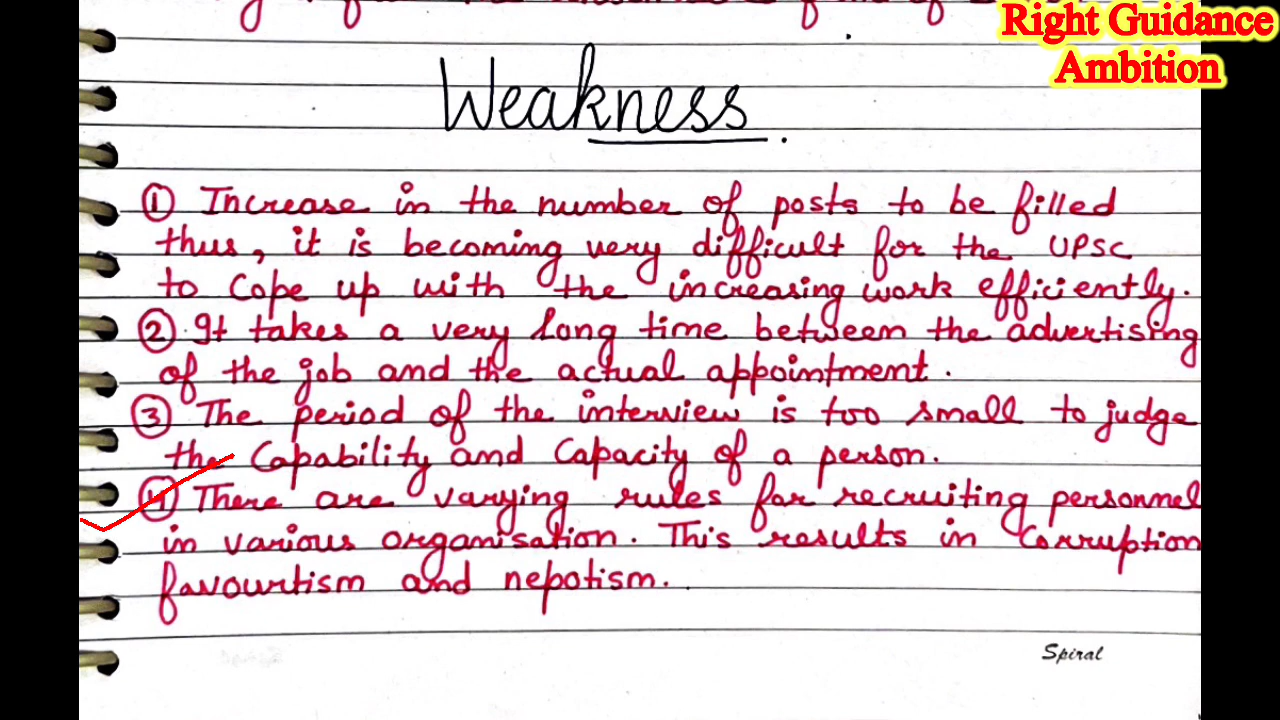 Right Guidance
Ambition
Weakness.
① Increase in the number of posts to be filled
thus, it is becoming very difficult for the UPSC
to Cope up with the increasing work efficiently.
② It takes a very long time between the advertising
of the job and the actual appointment.
③ The period of the interview is too small to judge
the Capability and Capacity of a person.
④ There are varying rules for recruiting personnel
in various organisation. This results in Corruption
favourtism and nepotism.
Spiral